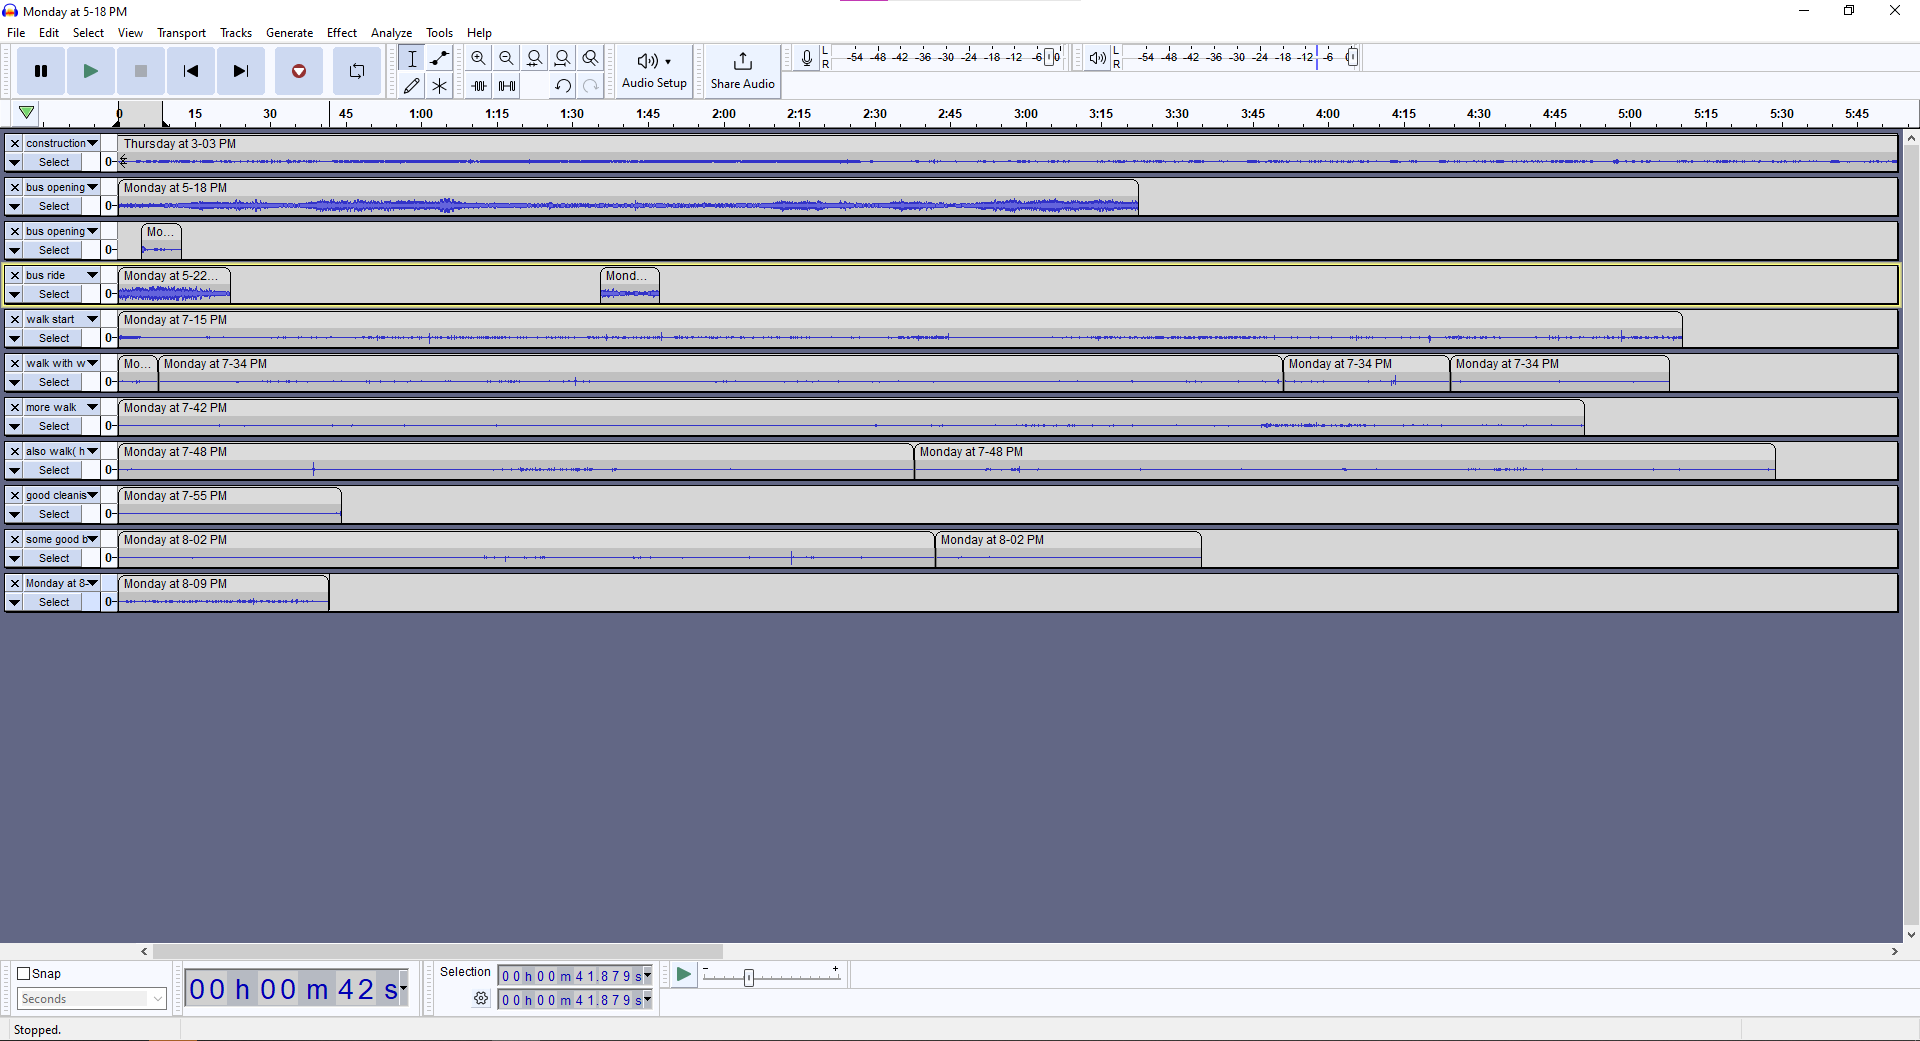 Monday at 5-18 PM
File Edit Select View Transport Tracks Generate Effect Analyze Tools Help
Audio Setup
Share Audio
L
R
-54 -48 -42 -36 -30 -24 -18 -12 -6 0
L
R
-54 -48 -42 -36 -30 -24 -18 -12 -6 0
0 15 30 45 1:00 1:15 1:30 1:45 2:00 2:15 2:30 2:45 3:00 3:15 3:30 3:45 4:00 4:15 4:30 4:45 5:00 5:15 5:30 5:45
construction Thursday at 3-03 PM
Select 0-
bus opening Monday at 5-18 PM
Select 0-
bus opening Mo...
Select 0-
bus ride Monday at 5-22... Mond...
Select 0-
walk start Monday at 7-15 PM
Select 0-
walk with w Mo... Monday at 7-34 PM Monday at 7-34 PM Monday at 7-34 PM
Select 0-
more walk Monday at 7-42 PM
Select 0-
also walk( h Monday at 7-48 PM Monday at 7-48 PM
Select 0-
good cleanis Monday at 7-55 PM
Select 0-
some good b Monday at 8-02 PM Monday at 8-02 PM
Select 0-
Monday at 8- Monday at 8-09 PM
Select 0-
Snap
Seconds
00 h 00 m 42 s
Selection
00 h 00 m 41.879 s
00 h 00 m 41.879 s
Stopped.